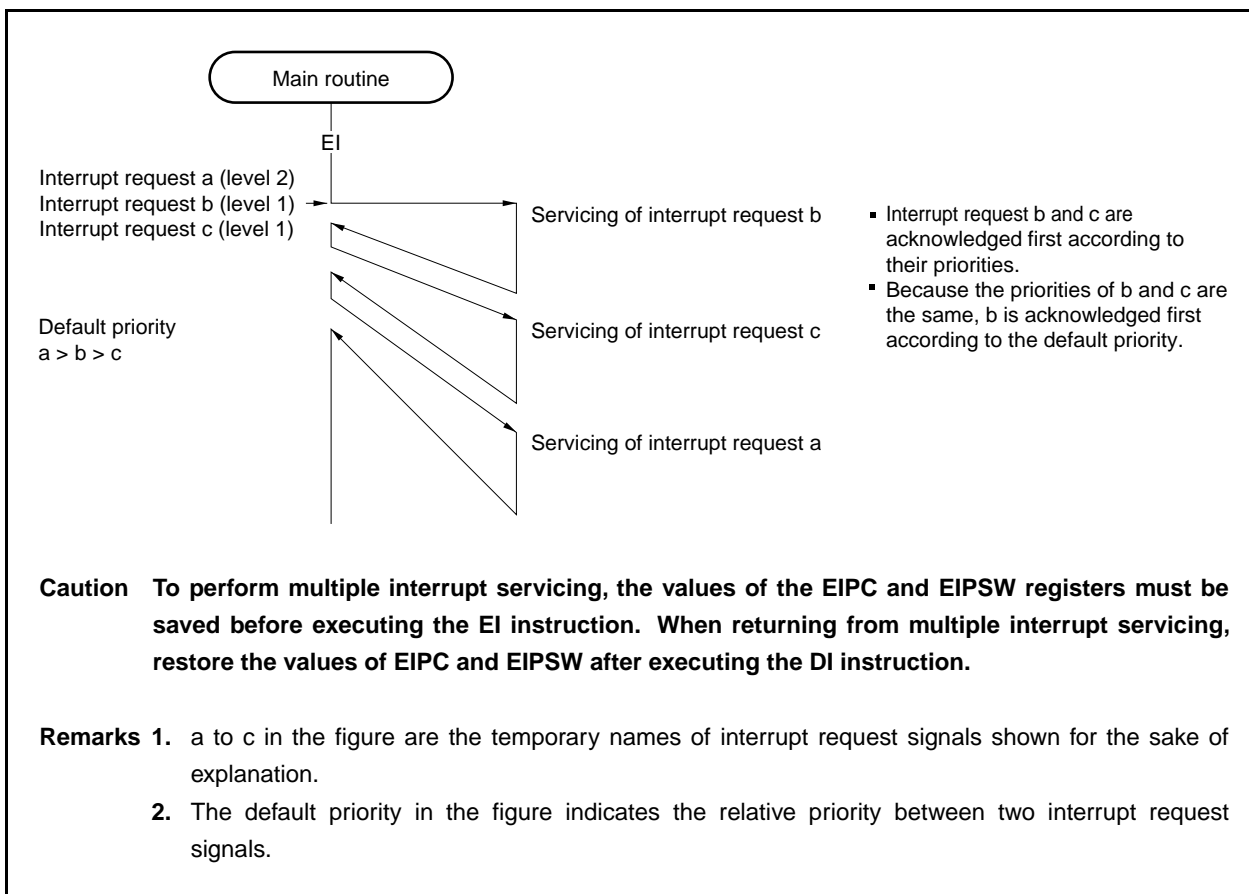 Main routine
EI
Interrupt request a (level 2)
Interrupt request b (level 1)
Interrupt request c (level 1)
Servicing of interrupt request b
▪ Interrupt request b and c are
acknowledged first according to
their priorities.
▪ Because the priorities of b and c are
the same, b is acknowledged first
according to the default priority.
Default priority
a > b > c
Servicing of interrupt request c
Servicing of interrupt request a
Caution To perform multiple interrupt servicing, the values of the EIPC and EIPSW registers must be
saved before executing the EI instruction. When returning from multiple interrupt servicing,
restore the values of EIPC and EIPSW after executing the DI instruction.
Remarks 1. a to c in the figure are the temporary names of interrupt request signals shown for the sake of
explanation.
2. The default priority in the figure indicates the relative priority between two interrupt request
signals.